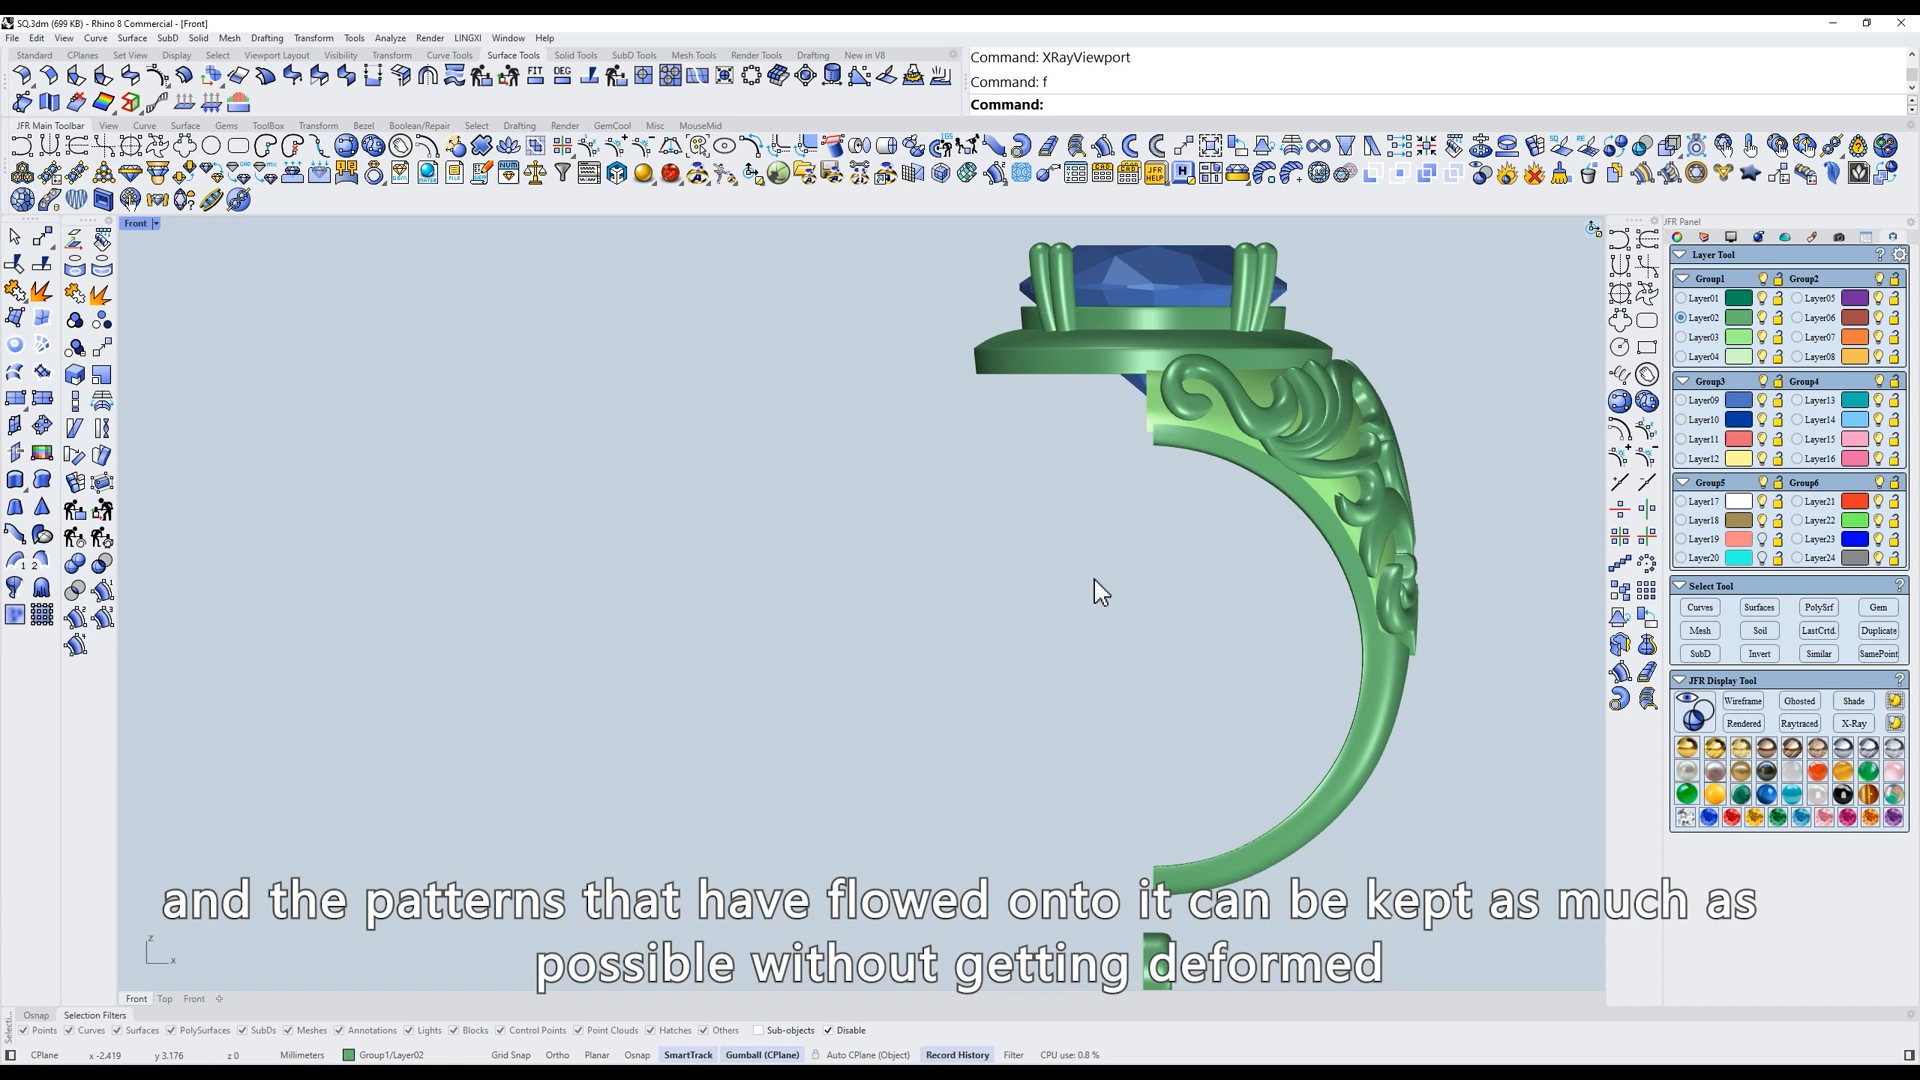 SQ.3dm (699 KB) - Rhino 8 Commercial - [Front]
File Edit View Curve Surface SubD Solid Mesh Drafting Transform Tools Analyze Render LINGXI Window Help
Standard CPlanes Set View Display Select Viewport Layout Visibility Transform Curve Tools Surface Tools Solid Tools SubD Tools Mesh Tools Render Tools Drafting New in V8
Command: XRayViewport
Command: f
Command:
FIT DEG
JFR Main Toolbar View Curve Surface Gems ToolBox Transform Bezel Boolean/Repair Select Drafting Render GemCool Misc MouseMid
Front
JFR Panel
Layer Tool
Group1 Group2
Layer01 Layer05
Layer02 Layer06
Layer03 Layer07
Layer04 Layer08
Group3 Group4
Layer09 Layer13
Layer10 Layer14
Layer11 Layer15
Layer12 Layer16
Group5 Group6
Layer17 Layer21
Layer18 Layer22
Layer19 Layer23
Layer20 Layer24
Select Tool
Curves Surfaces PolySrf Gem
Mesh Soil LastCrtd. Duplicate
SubD Invert Similar SamePoint
JFR Display Tool
Wireframe Ghosted Shade
Rendered Raytraced X-Ray
and the patterns that have flowed onto it can be kept as much as
possible without getting deformed
z
x
Front Top Front
Osnap Selection Filters
Points Curves Surfaces PolySurfaces SubDs Meshes Annotations Lights Blocks Control Points Point Clouds Hatches Others Sub-objects Disable
CPlane x -2.419 y 3.176 z 0 Millimeters Group1/Layer02 Grid Snap Ortho Planar Osnap SmartTrack Gumball (CPlane) Auto CPlane (Object) Record History Filter CPU use: 0.8 %